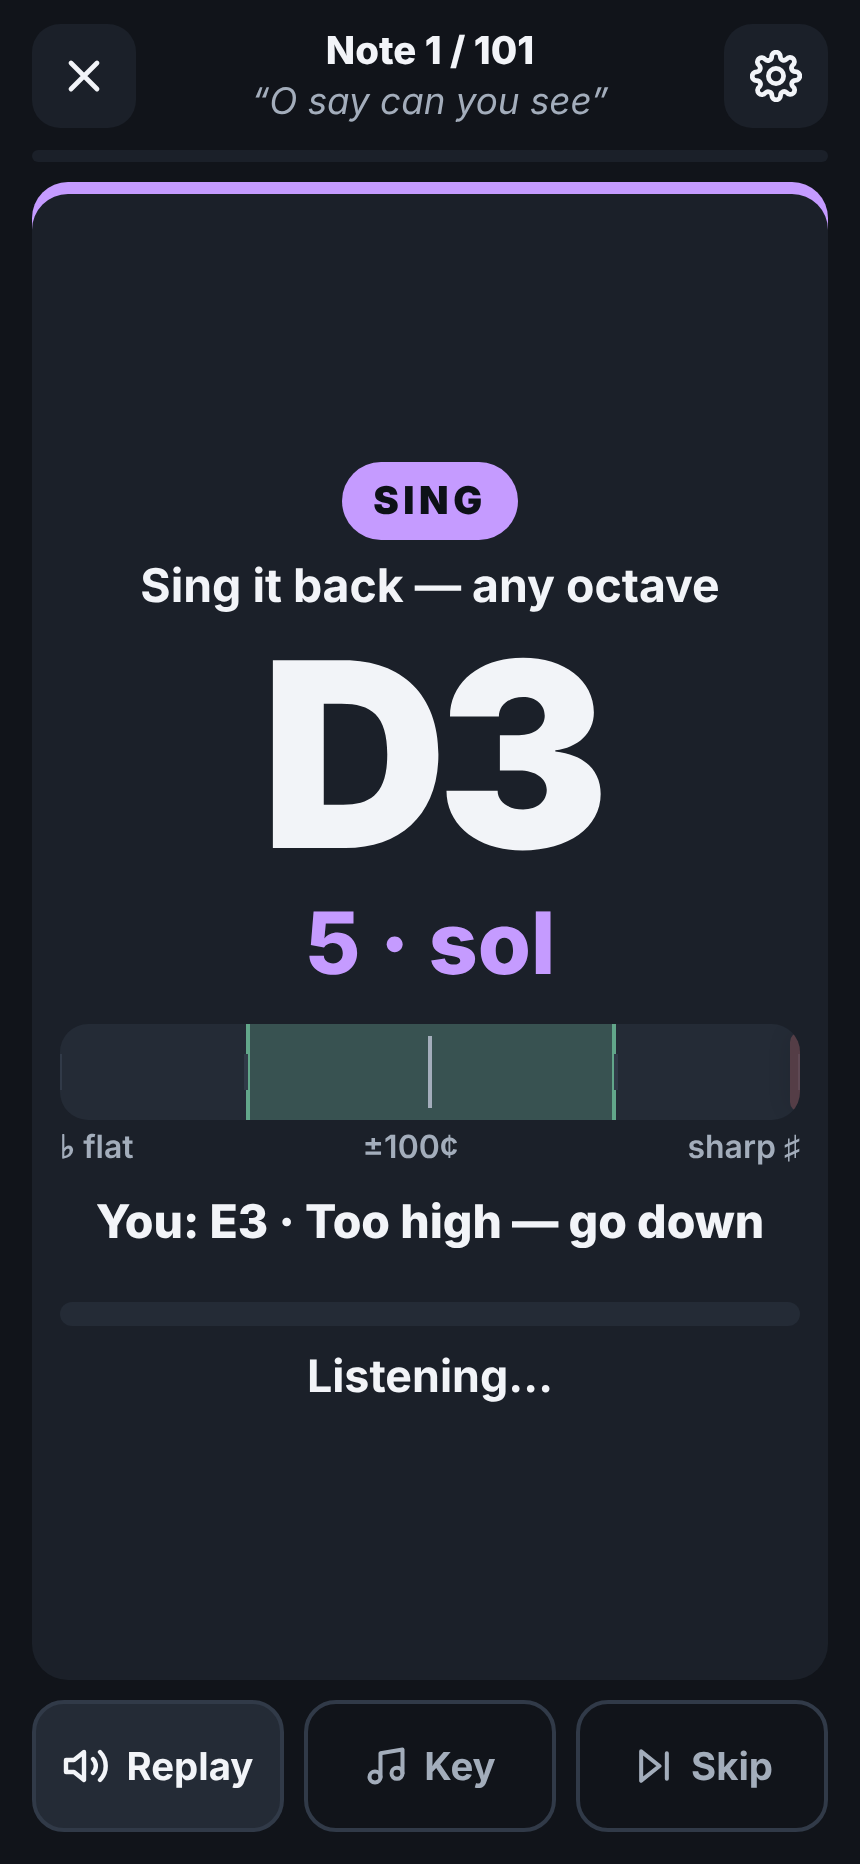 Note 1 / 101
“O say can you see”
SING
Sing it back — any octave
D3
5 · sol
♭ flat ±100¢ sharp ♯
You: E3 · Too high — go down
Listening...
Replay Key Skip